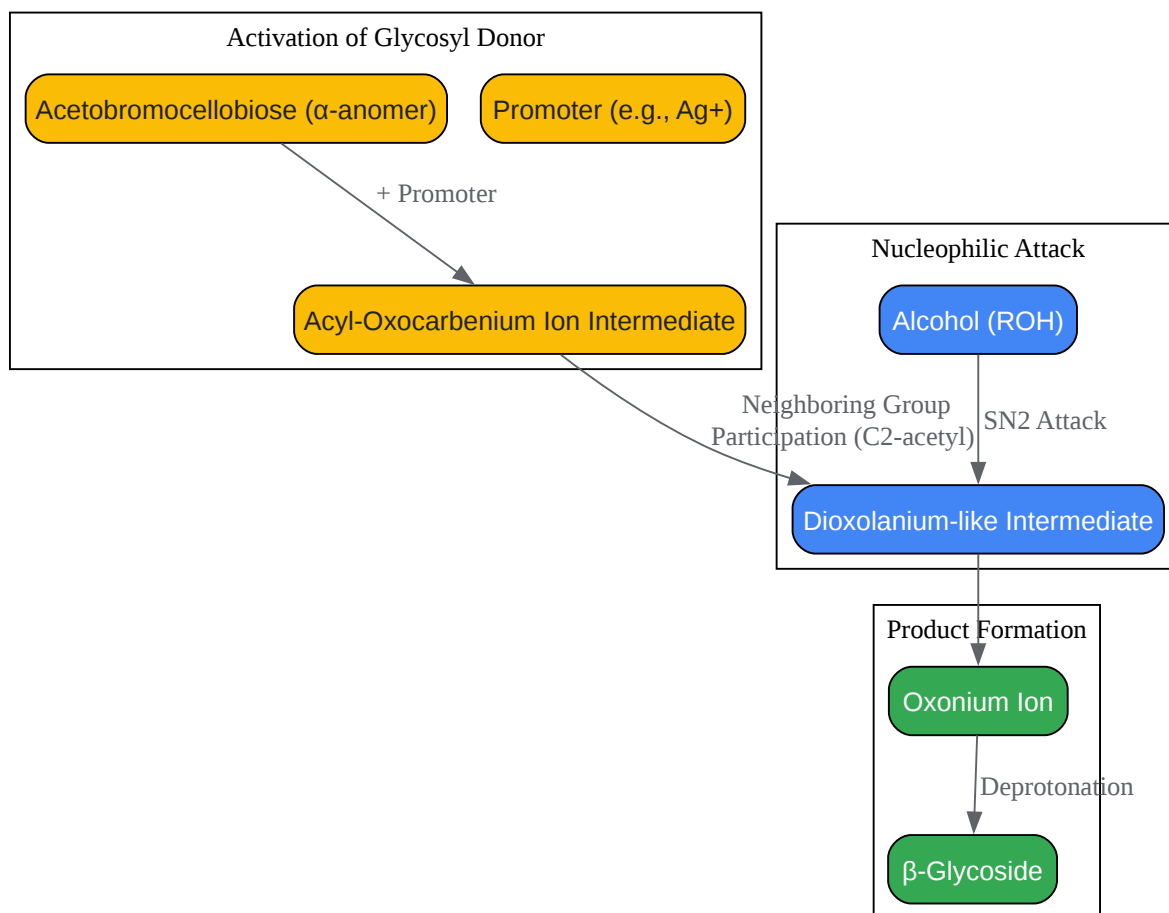 Activation of Glycosyl Donor
Acetobromocellobiose (α-anomer)
Promoter (e.g., Ag+)
+ Promoter
Acyl-Oxocarbenium Ion Intermediate
Nucleophilic Attack
Alcohol (ROH)
Neighboring Group
Participation (C2-acetyl)
SN2 Attack
Dioxolanium-like Intermediate
Product Formation
Oxonium Ion
Deprotonation
β-Glycoside